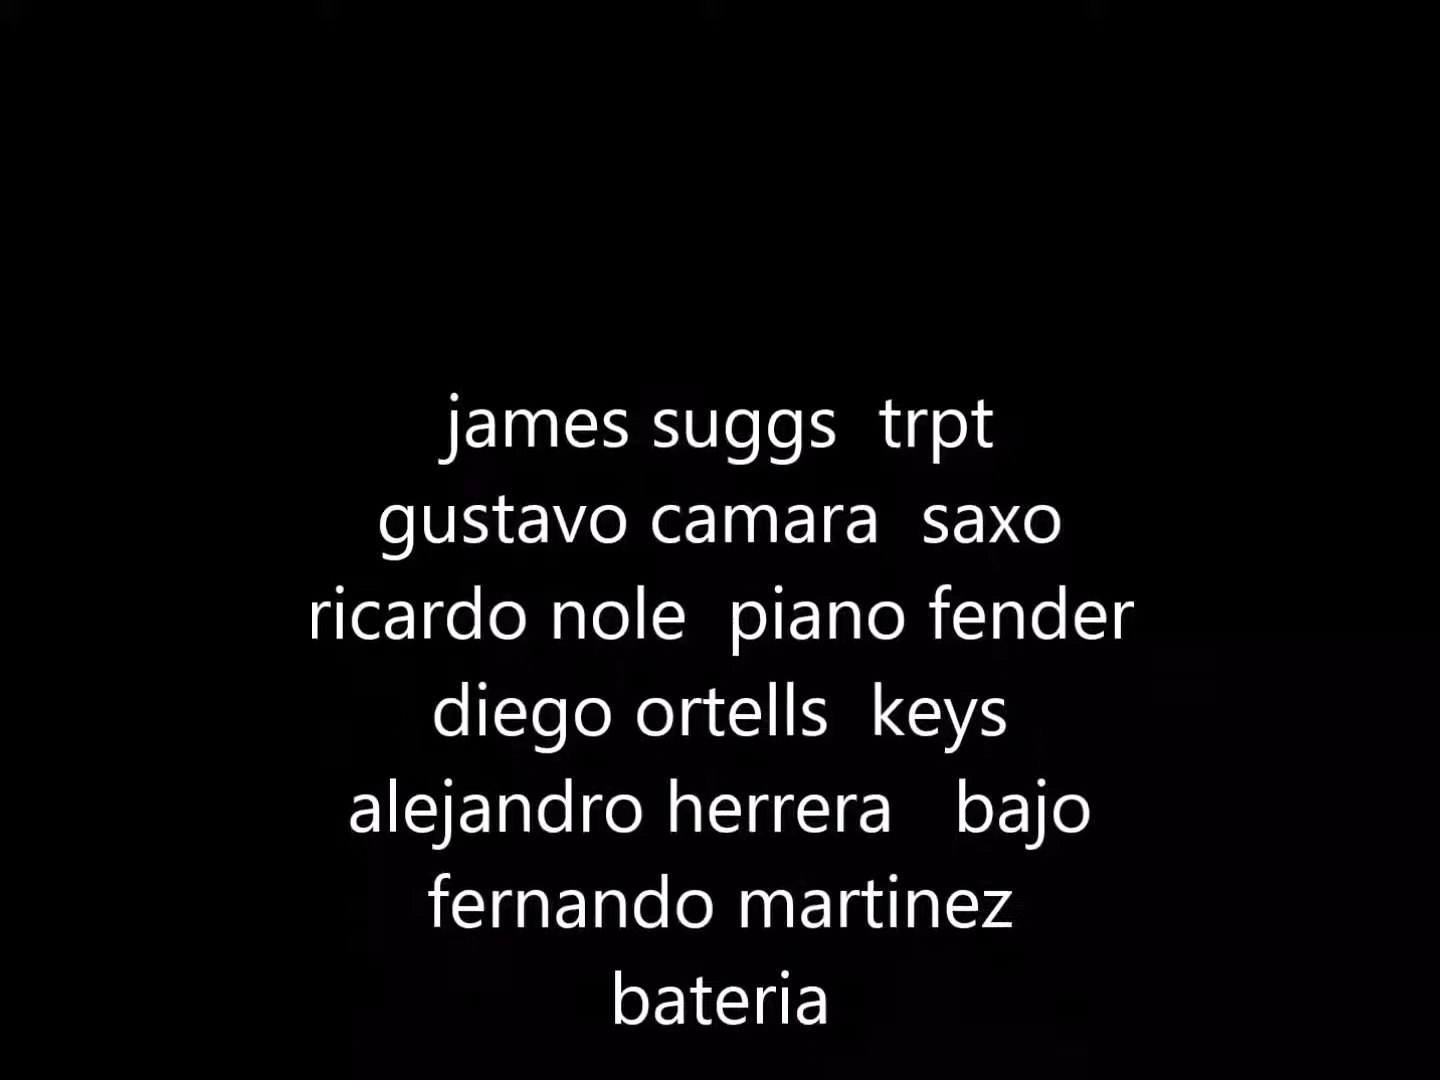 james suggs  trpt
gustavo camara  saxo
ricardo nole  piano fender
diego ortells  keys
alejandro herrera   bajo
fernando martinez
bateria